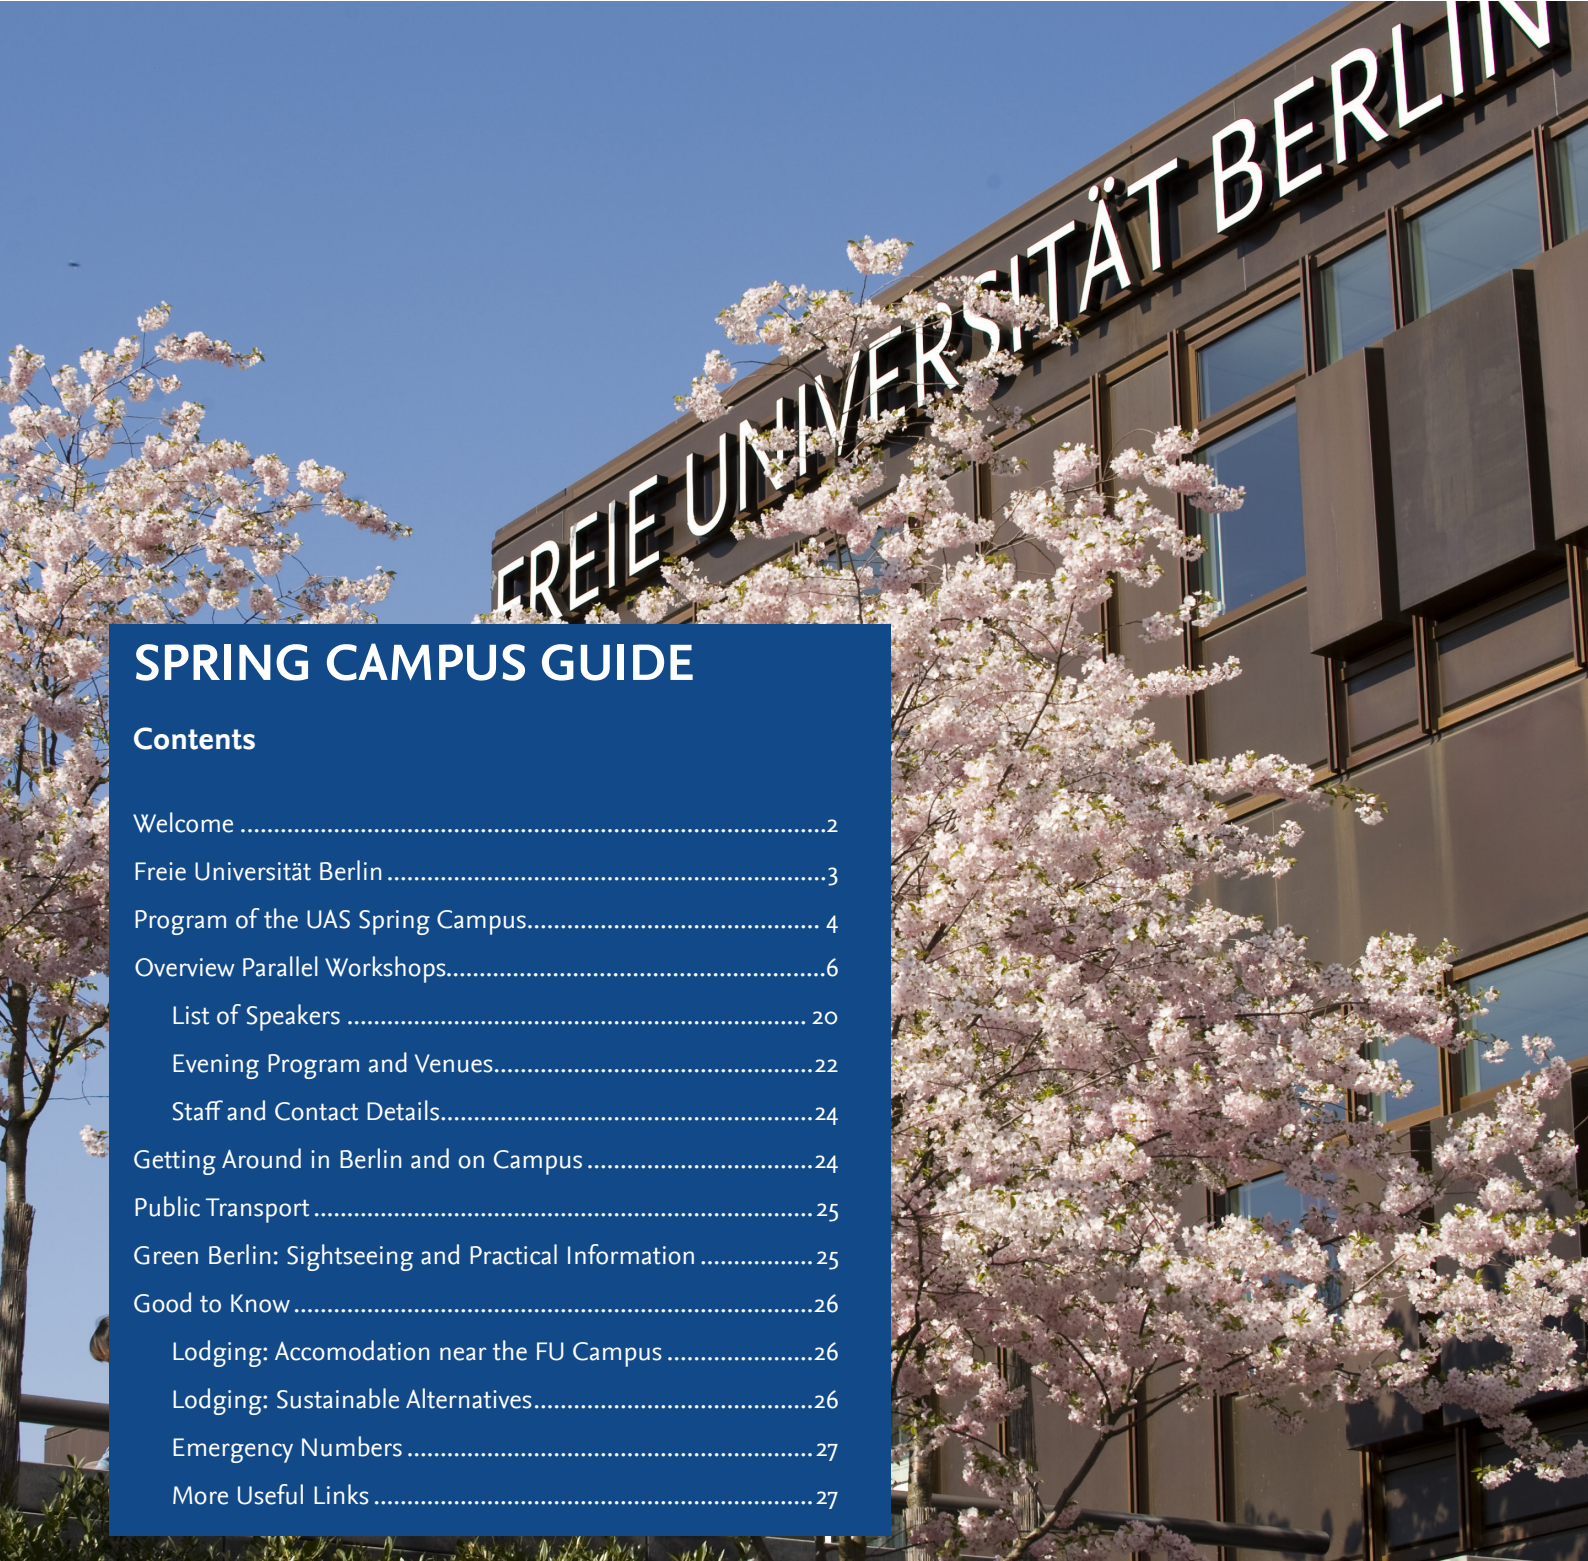 FREIE UNIVERSITÄT BERLIN
SPRING CAMPUS GUIDE
Contents
Welcome ........................................................................................2
Freie Universität Berlin..................................................................3
Program of the UAS Spring Campus............................................ 4
Overview Parallel Workshops.........................................................6
List of Speakers ..................................................................... 20
Evening Program and Venues................................................22
Staff and Contact Details........................................................24
Getting Around in Berlin and on Campus ..................................24
Public Transport...........................................................................25
Green Berlin: Sightseeing and Practical Information .................25
Good to Know..............................................................................26
Lodging: Accomodation near the FU Campus ......................26
Lodging: Sustainable Alternatives..........................................26
Emergency Numbers .............................................................27
More Useful Links ..................................................................27